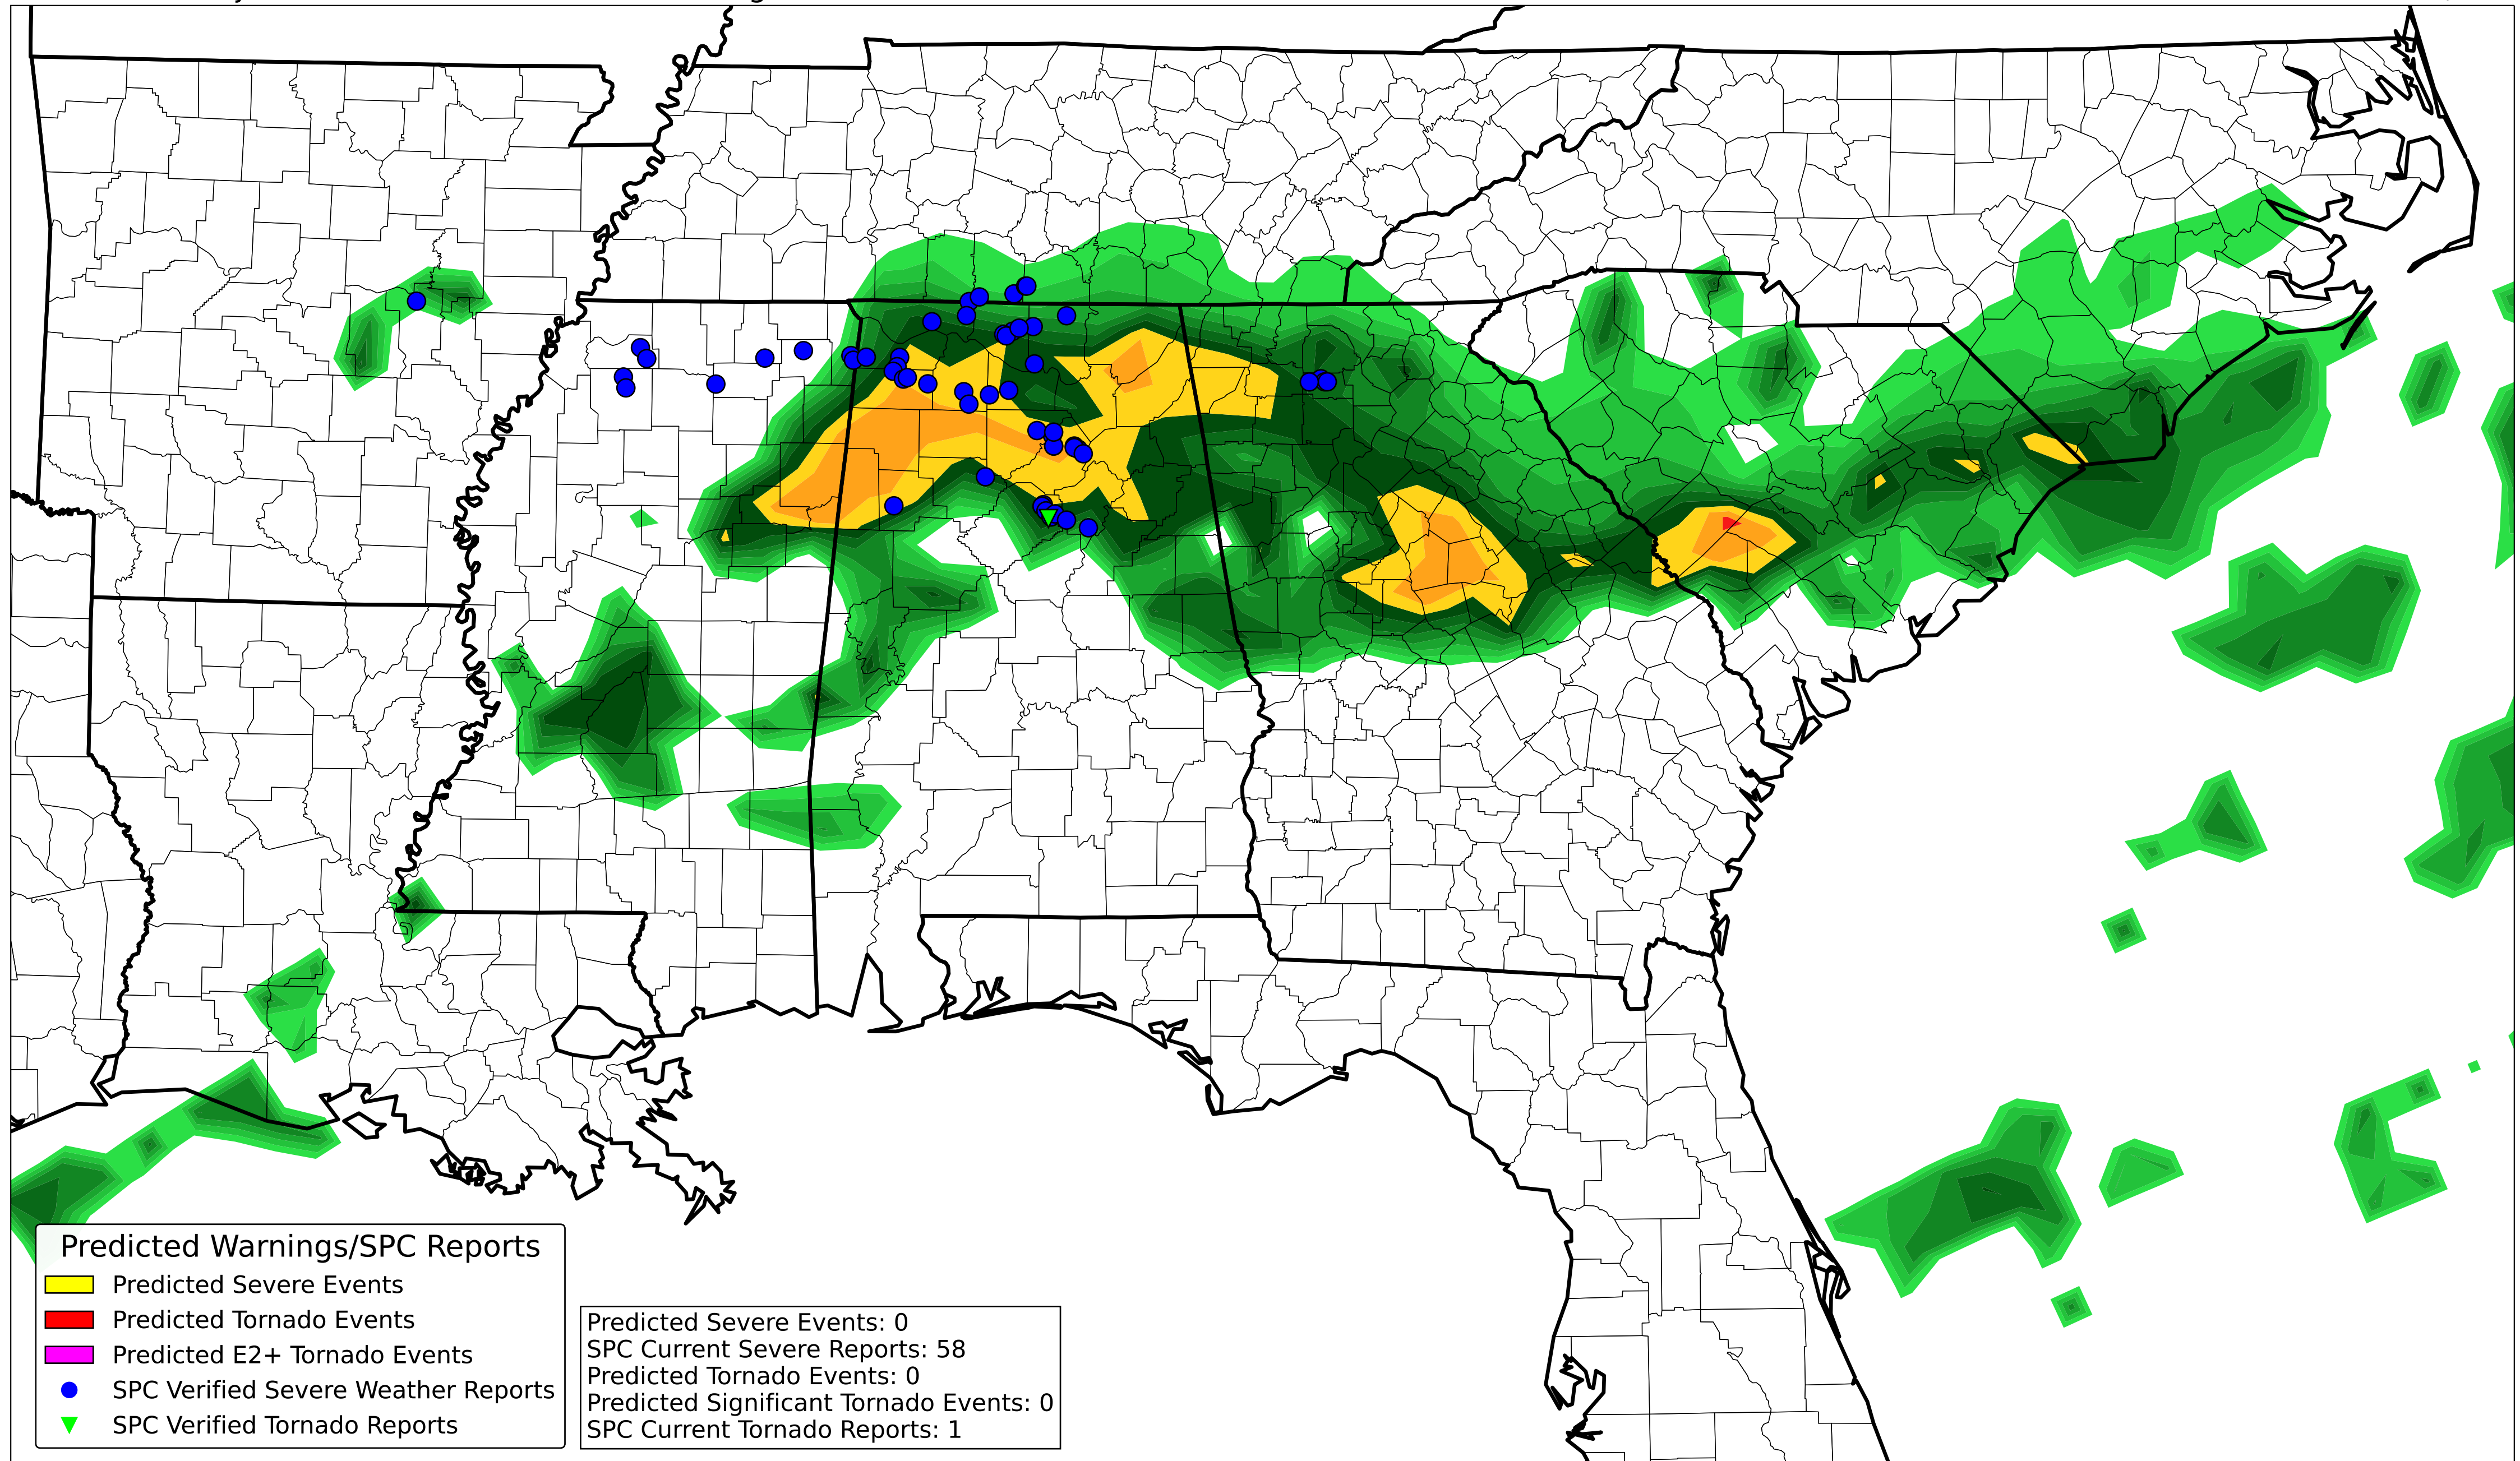 Predicted Warnings/SPC Reports
Predicted Severe Events
Predicted Tornado Events
Predicted E2+ Tornado Events
SPC Verified Severe Weather Reports
SPC Verified Tornado Reports
Predicted Severe Events: 0
SPC Current Severe Reports: 58
Predicted Tornado Events: 0
Predicted Significant Tornado Events: 0
SPC Current Tornado Reports: 1